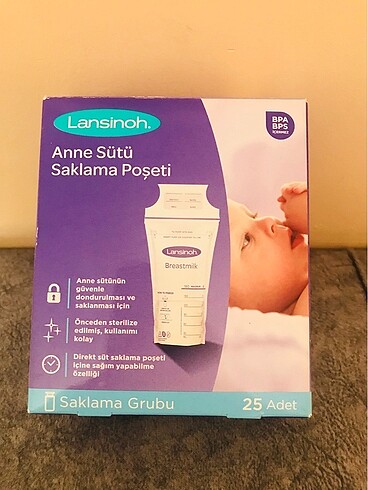 Lansinoh®
BPA
BPS
İÇERMEZ
Anne Sütü
Saklama Poşeti
Lansinoh
Breastmilk
Anne sütünün
güvenle
dondurulması ve
saklanması için
Önceden sterilize
edilmiş, kullanımı
kolay
Direkt süt saklama poşeti
içine sağım yapabilme
özelliği
Saklama Grubu
25 Adet